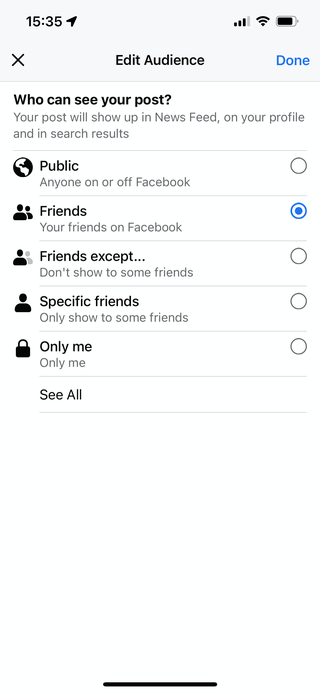 15:35
Edit Audience
Done
Who can see your post?
Your post will show up in News Feed, on your profile
and in search results
Public
Anyone on or off Facebook
Friends
Your friends on Facebook
Friends except...
Don't show to some friends
Specific friends
Only show to some friends
Only me
Only me
See All